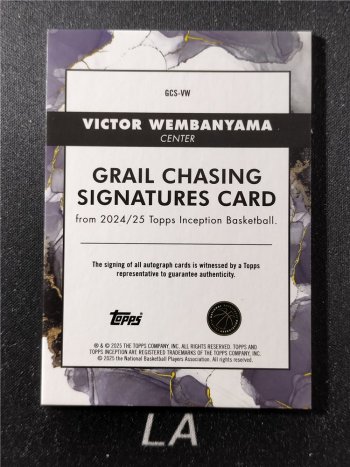 GCS-VW
VICTOR WEMBANYAMA
CENTER
GRAIL CHASING
SIGNATURES CARD
from 2024/25 Topps Inception Basketball.
The signing of all autograph cards is witnessed by a Topps
representative to guarantee authenticity.
Topps
® & © 2025 THE TOPPS COMPANY, INC. ALL RIGHTS RESERVED. TOPPS AND
TOPPS INCEPTION ARE REGISTERED TRADEMARKS OF THE TOPPS COMPANY, INC.
© 2025 the National Basketball Players Association. All rights reserved.
LA